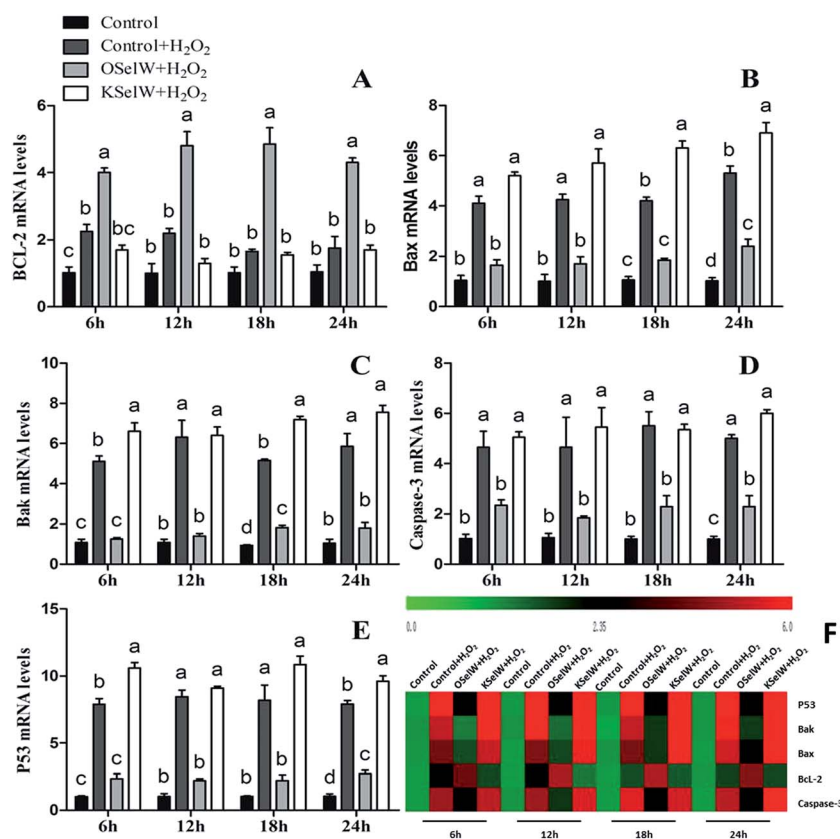 Control
Control+H₂O₂
OSelW+H₂O₂
KSelW+H₂O₂
A
BCL-2 mRNA levels
6
4
2
0
c b a bc
b b a b
b b a b
b b a b
6h 12h 18h 24h
B
Bax mRNA levels
8
6
4
2
0
b a b a
b a b a
c b c a
d b c a
6h 12h 18h 24h
C
Bak mRNA levels
10
8
6
4
2
0
c b c a
b a b a
d b c a
c a b a
6h 12h 18h 24h
D
Caspase-3 mRNA levels
8
6
4
2
0
b a b a
b a b a
b a b a
c a b a
6h 12h 18h 24h
E
P53 mRNA levels
15
10
5
0
c b c a
b a b a
b a b a
d b c a
6h 12h 18h 24h
F
0.0 2.35 6.0
Control Control+H₂O₂ OSelW+H₂O₂ KSelW+H₂O₂ Control Control+H₂O₂ OSelW+H₂O₂ KSelW+H₂O₂ Control Control+H₂O₂ OSelW+H₂O₂ KSelW+H₂O₂ Control Control+H₂O₂ OSelW+H₂O₂ KSelW+H₂O₂
P53
Bak
Bax
BcL-2
Caspase-3
6h 12h 18h 24h